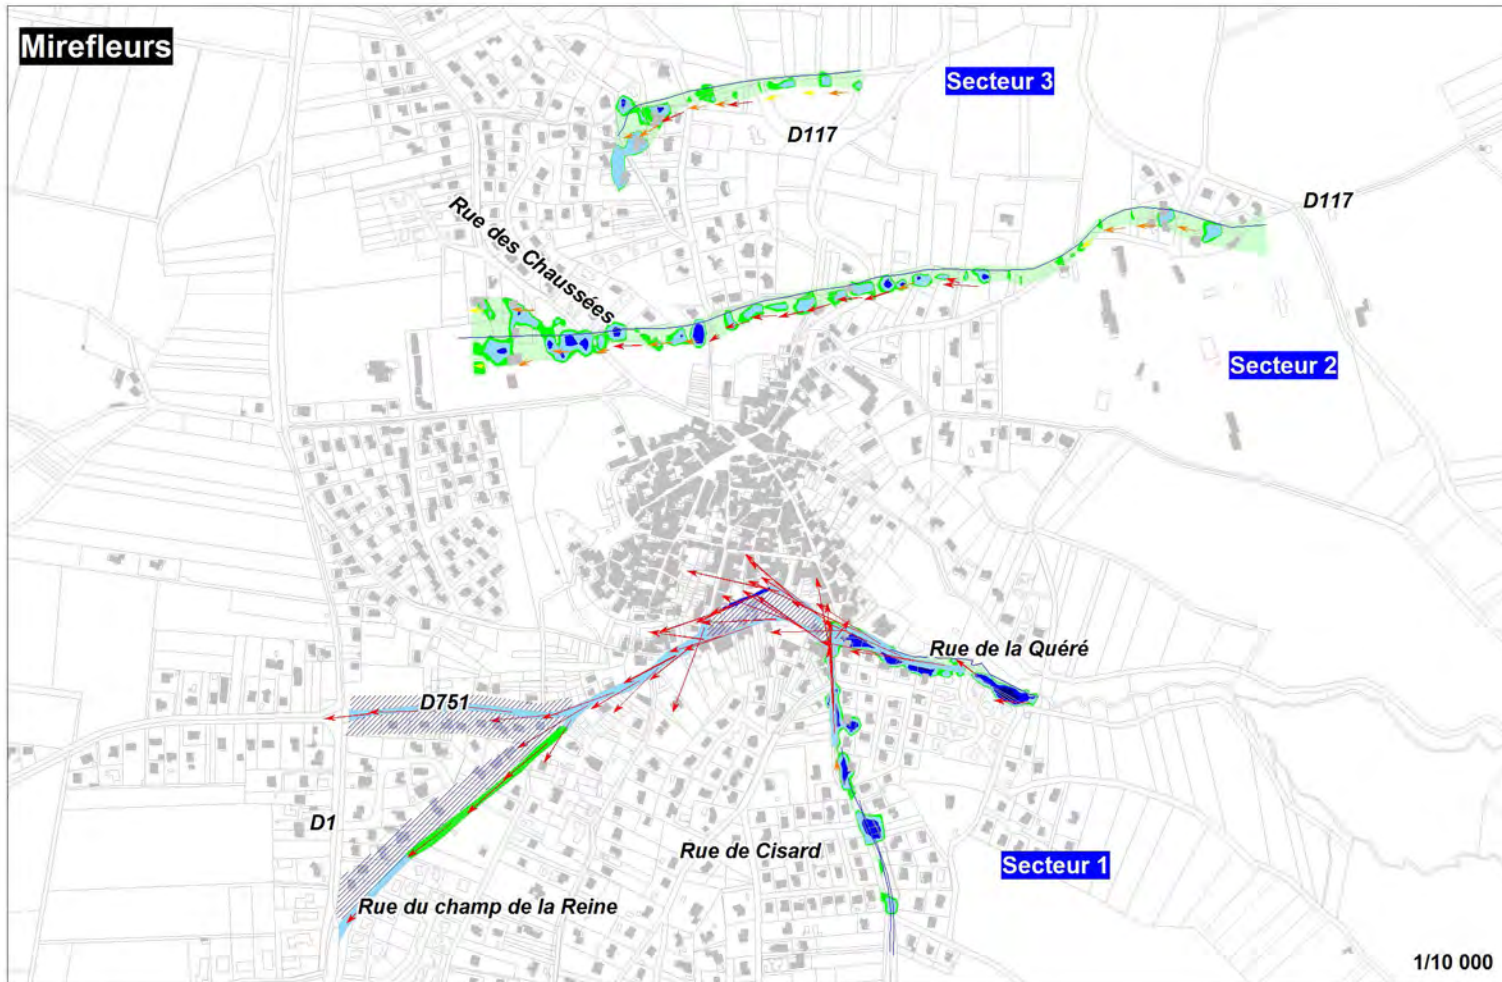 Mirefleurs
Secteur 3
D117
D117
Rue des Chaussées
Secteur 2
Rue de la Quéré
D751
D1
Rue de Cisard
Secteur 1
Rue du champ de la Reine
1/10 000